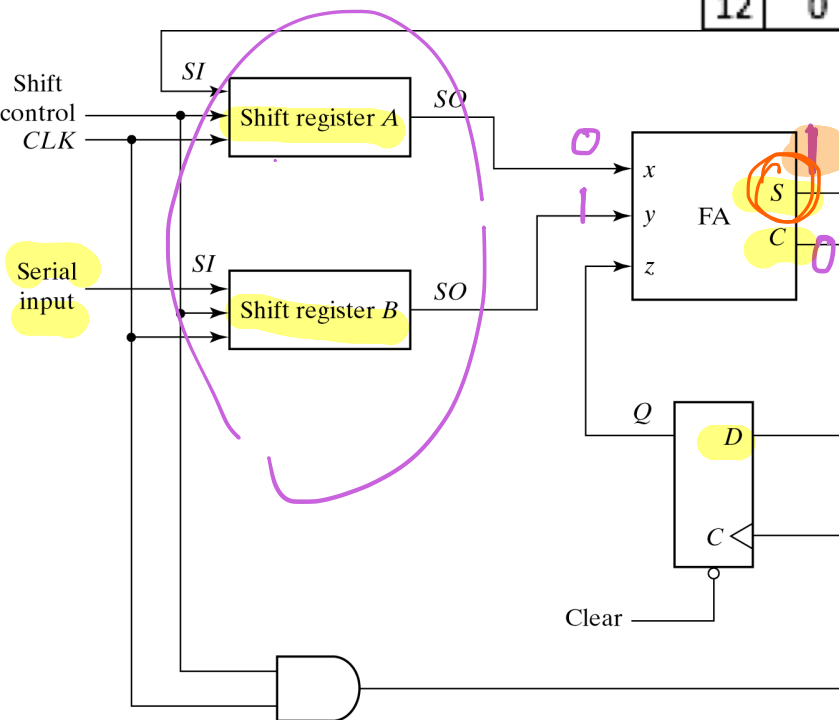 12 0
Shift control
CLK
SI
Shift register A
SO
0
1
x
y
z
FA
S
C
1
0
Serial input
SI
Shift register B
SO
Q
D
C
Clear